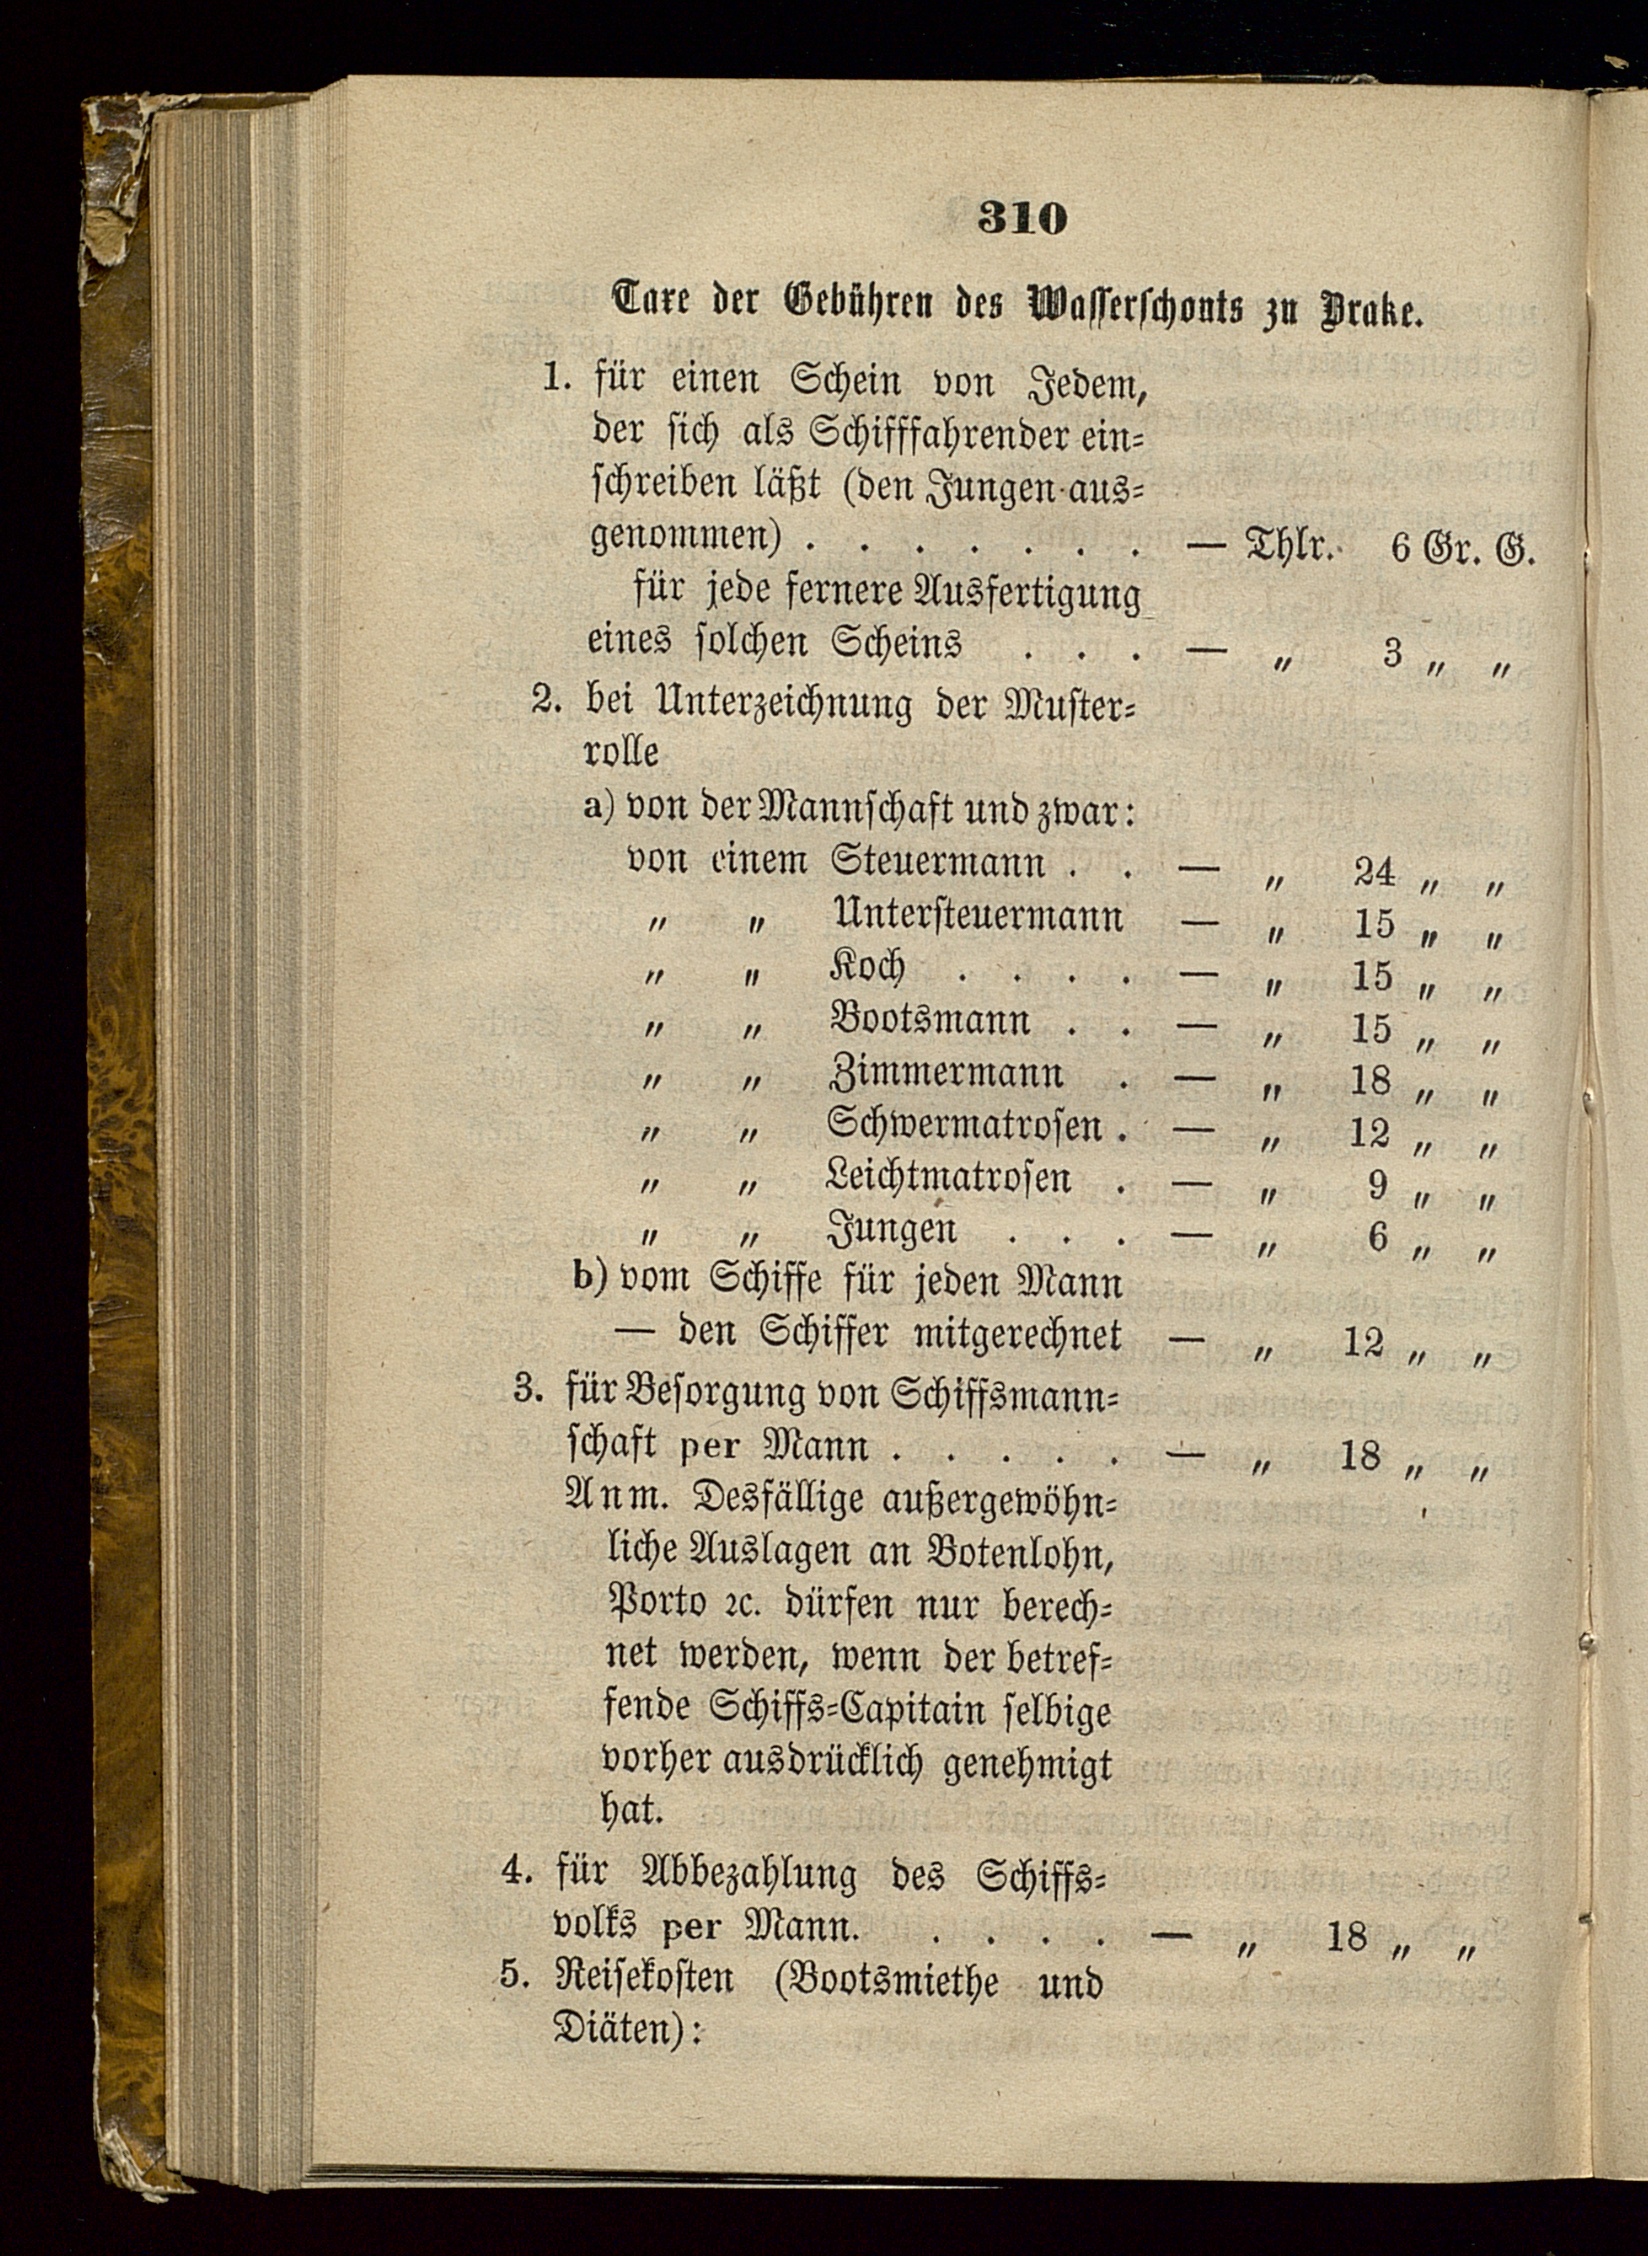 310
Taxe der Gebühren des Wasserschouts zu Brake.
1. für einen Schein von Jedem,
der sich als Schifffahrender ein-
schreiben läßt (den Jungen aus-
genommen) . . . . . . . — Thlr. 6 Gr. G.
für jede fernere Ausfertigung
eines solchen Scheins . . . — „ 3 „ „
2. bei Unterzeichnung der Muster-
rolle
a) von der Mannschaft und zwar:
von einem Steuermann . . — „ 24 „ „
„ „ Untersteuermann — „ 15 „ „
„ „ Koch . . . . — „ 15 „ „
„ „ Bootsmann . . — „ 15 „ „
„ „ Zimmermann . — „ 18 „ „
„ „ Schwermatrosen . — „ 12 „ „
„ „ Leichtmatrosen . — „ 9 „ „
„ „ Jungen . . . — „ 6 „ „
b) vom Schiffe für jeden Mann
— den Schiffer mitgerechnet — „ 12 „ „
3. für Besorgung von Schiffsmann-
schaft per Mann . . . . . — „ 18 „ „
Anm. Desfällige außergewöhn-
liche Auslagen an Botenlohn,
Porto ꝛc. dürfen nur berech-
net werden, wenn der betref-
fende Schiffs-Capitain selbige
vorher ausdrücklich genehmigt
hat.
4. für Abbezahlung des Schiffs-
volks per Mann. . . . . — „ 18 „ „
5. Reisekosten (Bootsmiethe und
Diäten):